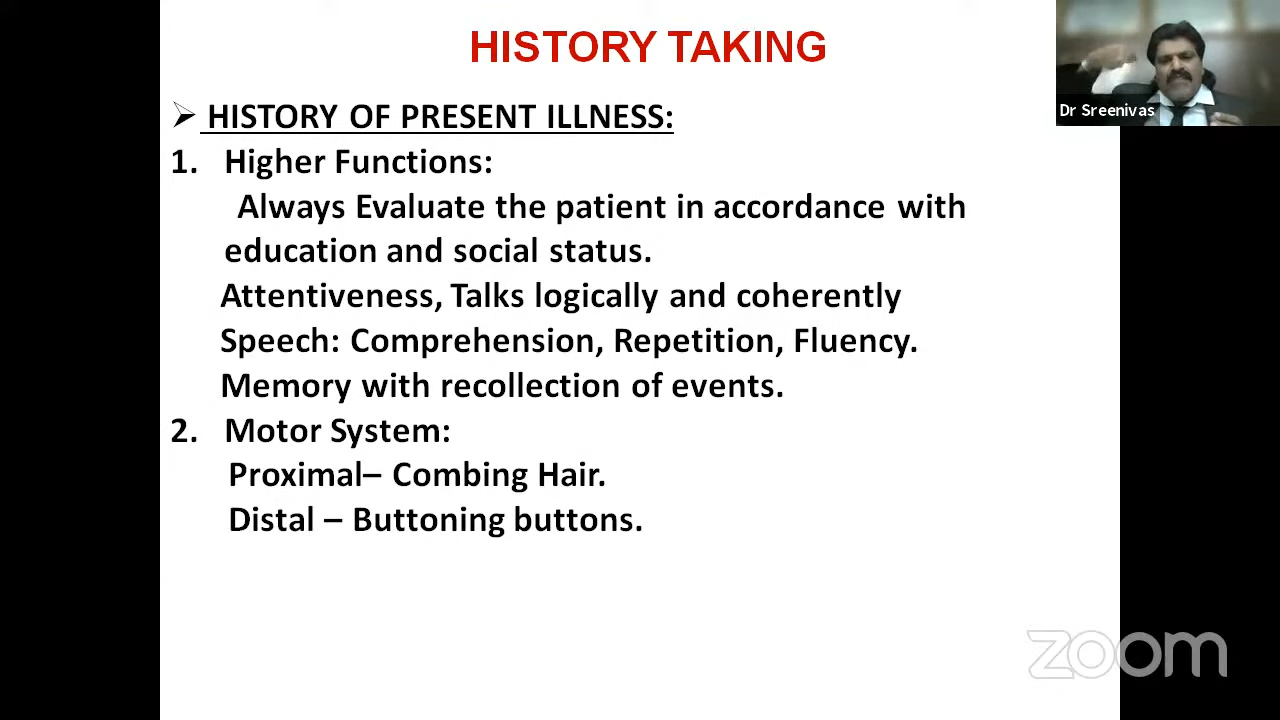 HISTORY TAKING
➢ HISTORY OF PRESENT ILLNESS:
1. Higher Functions:
Always Evaluate the patient in accordance with
education and social status.
Attentiveness, Talks logically and coherently
Speech: Comprehension, Repetition, Fluency.
Memory with recollection of events.
2. Motor System:
Proximal– Combing Hair.
Distal – Buttoning buttons.
Dr Sreenivas
zoom